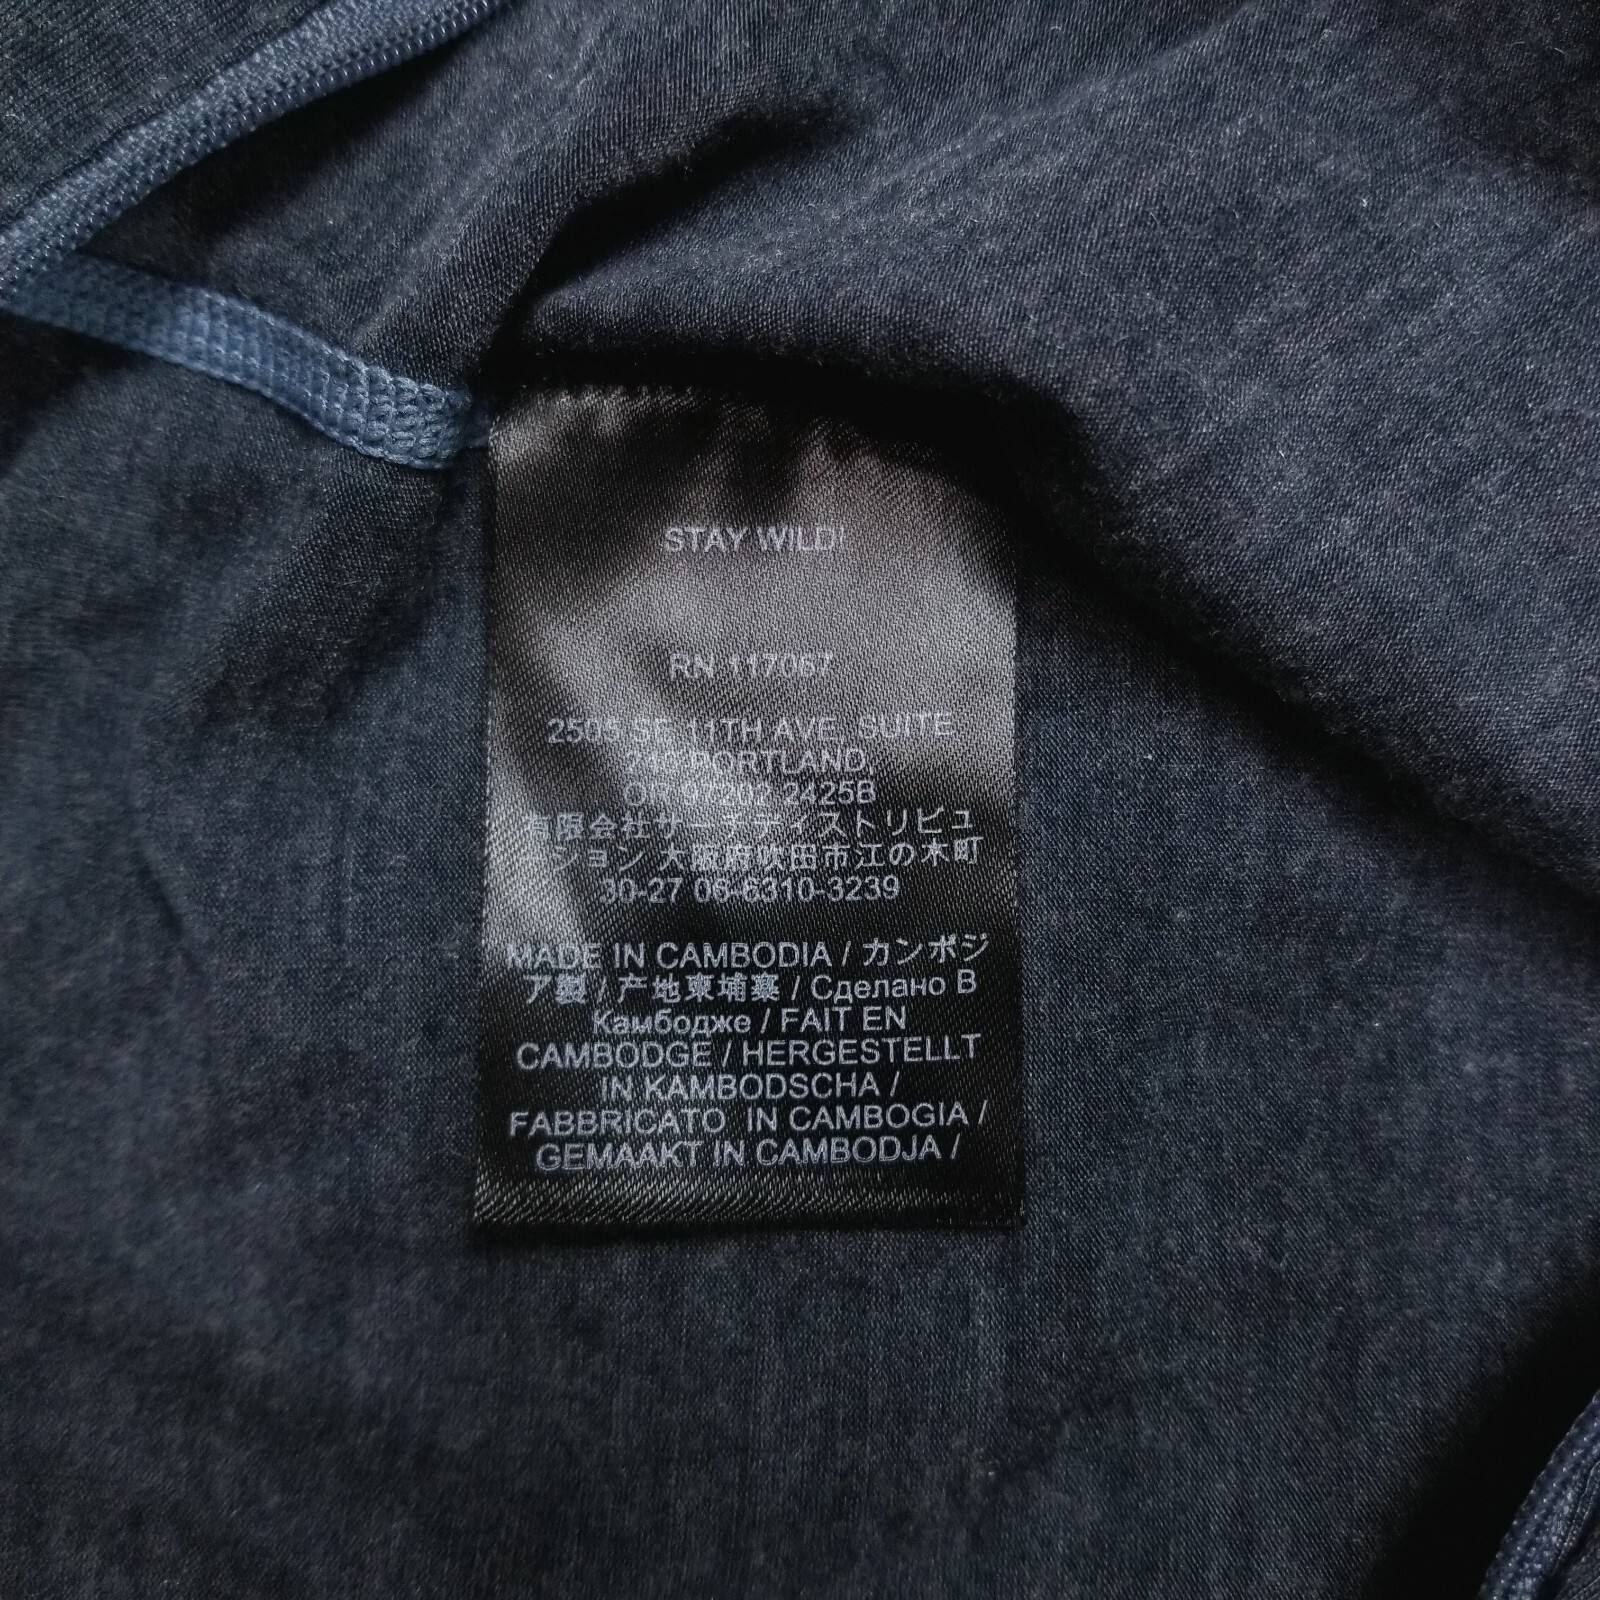 STAY WILD!
RN 117067
2505 SE 11TH AVE, SUITE
PORTLAND,
OR 97202 2425B
有限会社サーチディストリビュ
ーション 大阪府吹田市江の木町
30-27 06-6310-3239
MADE IN CAMBODIA / カンボジ
ア製 / 产地柬埔寨 / Сделано В
Камбодже / FAIT EN
CAMBODGE / HERGESTELLT
IN KAMBODSCHA /
FABBRICATO IN CAMBOGIA /
GEMAAKT IN CAMBODJA /